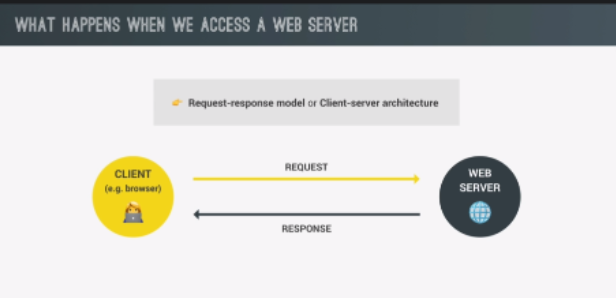 WHAT HAPPENS WHEN WE ACCESS A WEB SERVER
👉 Request-response model or Client-server architecture
CLIENT
(e.g. browser)
REQUEST
RESPONSE
WEB
SERVER